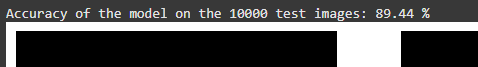 Accuracy of the model on the 10000 test images: 89.44 %